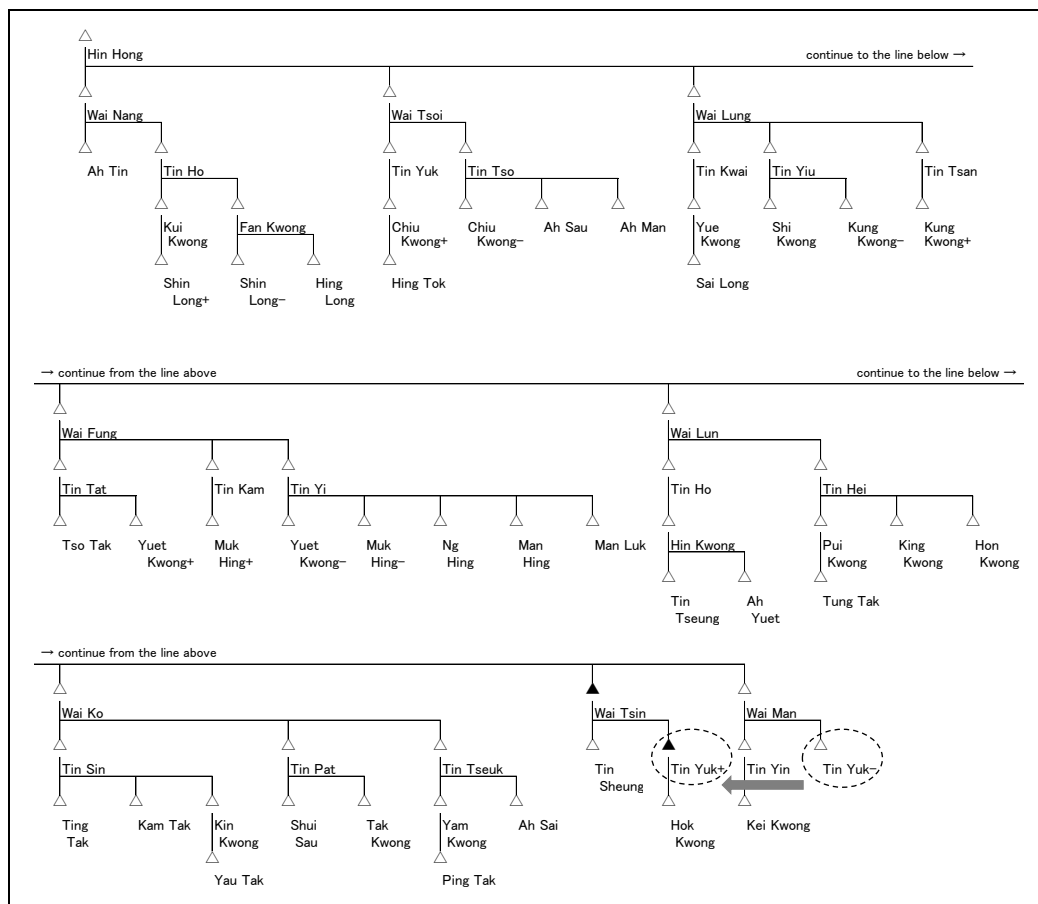 Hin Hong
continue to the line below →
Wai Nang
Wai Tsoi
Wai Lung
Ah Tin
Tin Ho
Tin Yuk
Tin Tso
Tin Kwai
Tin Yiu
Tin Tsan
Kui
Kwong
Fan Kwong
Chiu
Kwong+
Chiu
Kwong−
Ah Sau
Ah Man
Yue
Kwong
Shi
Kwong
Kung
Kwong−
Kung
Kwong+
Shin
Long+
Shin
Long−
Hing
Long
Hing Tok
Sai Long
→ continue from the line above
continue to the line below →
Wai Fung
Wai Lun
Tin Tat
Tin Kam
Tin Yi
Tin Ho
Tin Hei
Tso Tak
Yuet
Kwong+
Muk
Hing+
Yuet
Kwong−
Muk
Hing−
Ng
Hing
Man
Hing
Man Luk
Hin Kwong
Pui
Kwong
King
Kwong
Hon
Kwong
Tin
Tseung
Ah
Yuet
Tung Tak
→ continue from the line above
Wai Ko
Wai Tsin
Wai Man
Tin Sin
Tin Pat
Tin Tseuk
Tin
Sheung
Tin Yuk+
Tin Yin
Tin Yuk−
Ting
Tak
Kam Tak
Kin
Kwong
Shui
Sau
Tak
Kwong
Yam
Kwong
Ah Sai
Hok
Kwong
Kei Kwong
Yau Tak
Ping Tak